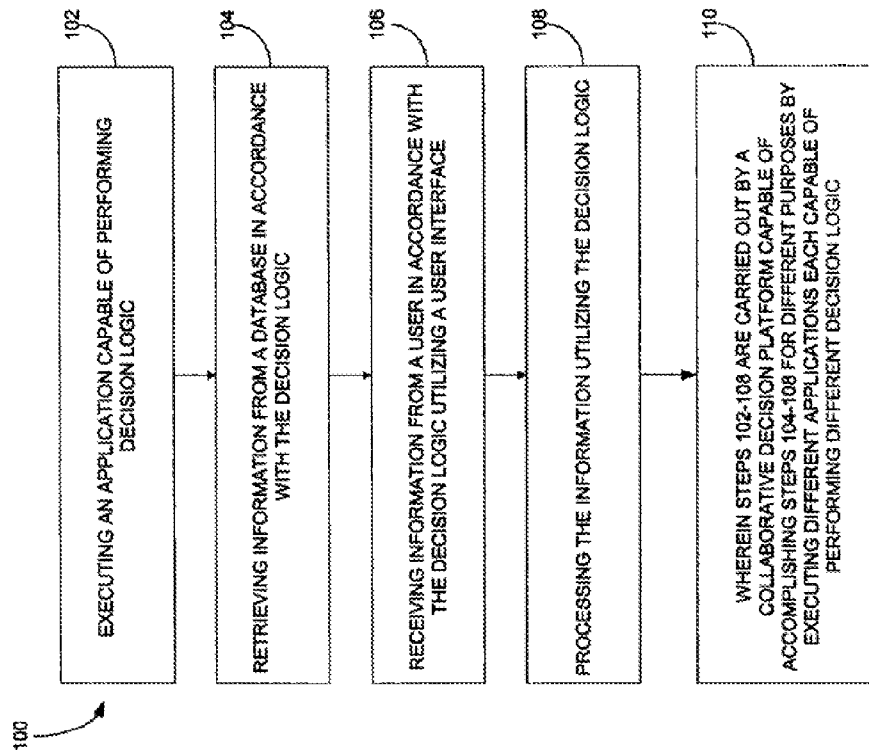 100
102
EXECUTING AN APPLICATION CAPABLE OF PERFORMING
DECISION LOGIC
104
RETRIEVING INFORMATION FROM A DATABASE IN ACCORDANCE
WITH THE DECISION LOGIC
106
RECEIVING INFORMATION FROM A USER IN ACCORDANCE WITH
THE DECISION LOGIC UTILIZING A USER INTERFACE
108
PROCESSING THE INFORMATION UTILIZING THE DECISION LOGIC
110
WHEREIN STEPS 102-108 ARE CARRIED OUT BY A
COLLABORATIVE DECISION PLATFORM CAPABLE OF
ACCOMPLISHING STEPS 104-108 FOR DIFFERENT PURPOSES BY
EXECUTING DIFFERENT APPLICATIONS EACH CAPABLE OF
PERFORMING DIFFERENT DECISION LOGIC